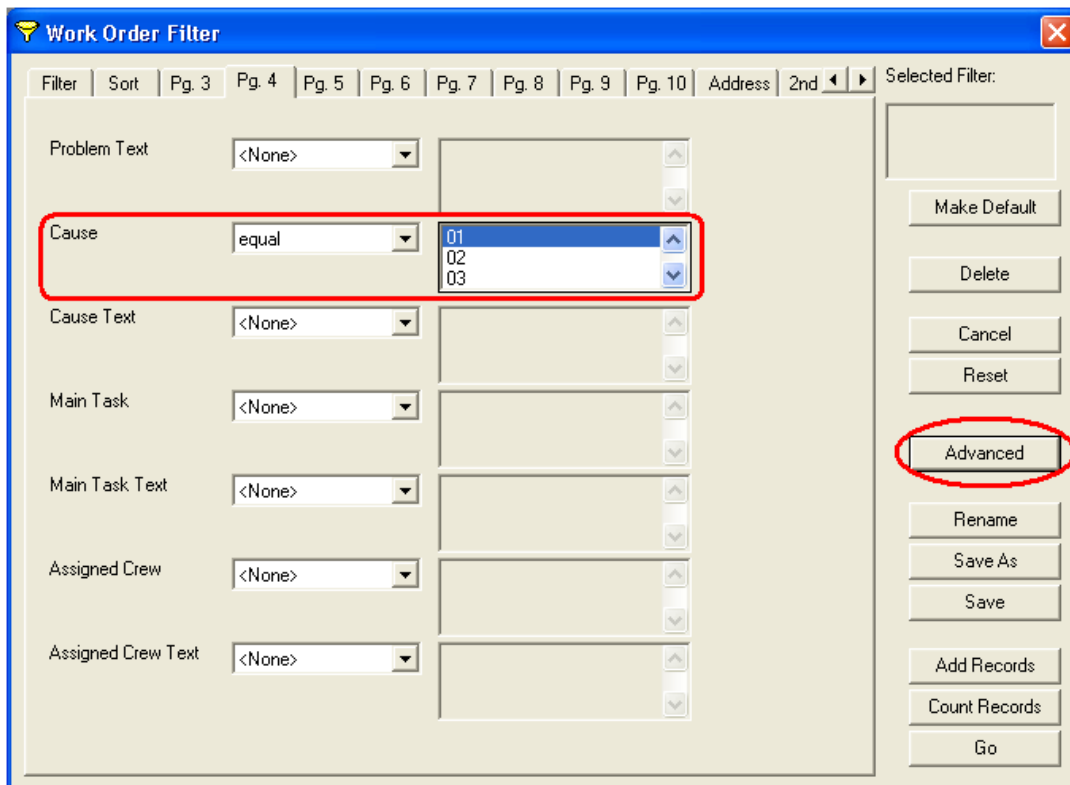 Work Order Filter
Filter Sort Pg. 3 Pg. 4 Pg. 5 Pg. 6 Pg. 7 Pg. 8 Pg. 9 Pg. 10 Address 2nd
Selected Filter:
Problem Text <None>
Make Default
Cause equal 01
02
03
Delete
Cause Text <None>
Cancel
Reset
Main Task <None>
Advanced
Main Task Text <None>
Rename
Assigned Crew <None>
Save As
Save
Assigned Crew Text <None>
Add Records
Count Records
Go